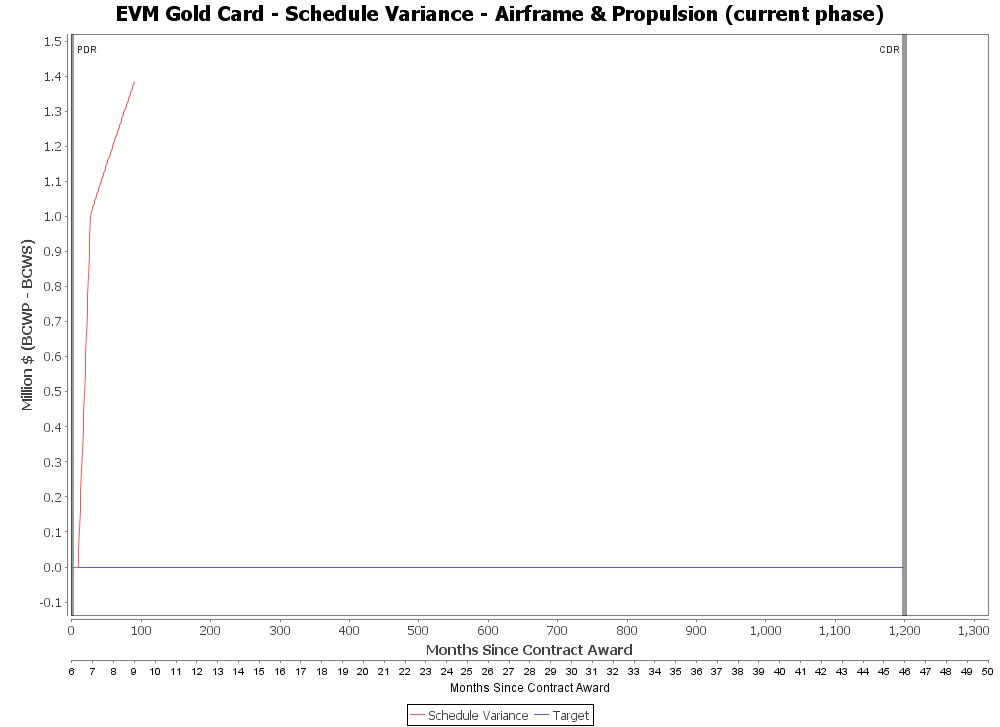 EVM Gold Card - Schedule Variance - Airframe & Propulsion (current phase)
1.5
1.4
1.3
1.2
1.1
1.0
0.9
0.8
0.7
0.6
0.5
0.4
0.3
0.2
0.1
0.0
-0.1
Million $ (BCWP - BCWS)
PDR
CDR
0 100 200 300 400 500 600 700 800 900 1,000 1,100 1,200 1,300
Months Since Contract Award
6 7 8 9 10 11 12 13 14 15 16 17 18 19 20 21 22 23 24 25 26 27 28 29 30 31 32 33 34 35 36 37 38 39 40 41 42 43 44 45 46 47 48 49 50
Months Since Contract Award
Schedule Variance Target